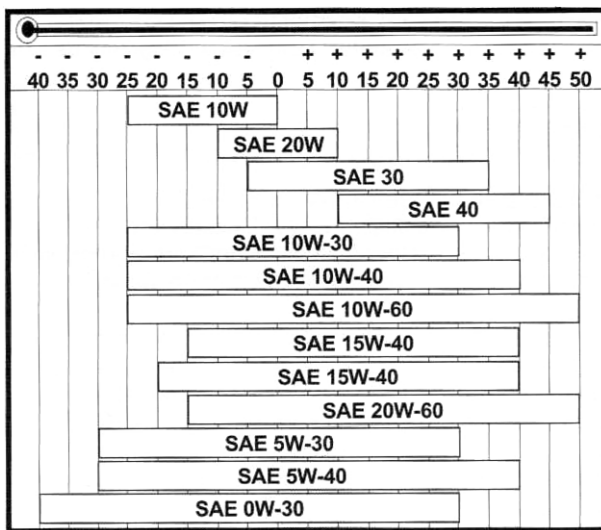 - - - - - - - - + + + + + + + + + +
40 35 30 25 20 15 10 5 0 5 10 15 20 25 30 35 40 45 50
SAE 10W
SAE 20W
SAE 30
SAE 40
SAE 10W-30
SAE 10W-40
SAE 10W-60
SAE 15W-40
SAE 15W-40
SAE 20W-60
SAE 5W-30
SAE 5W-40
SAE 0W-30